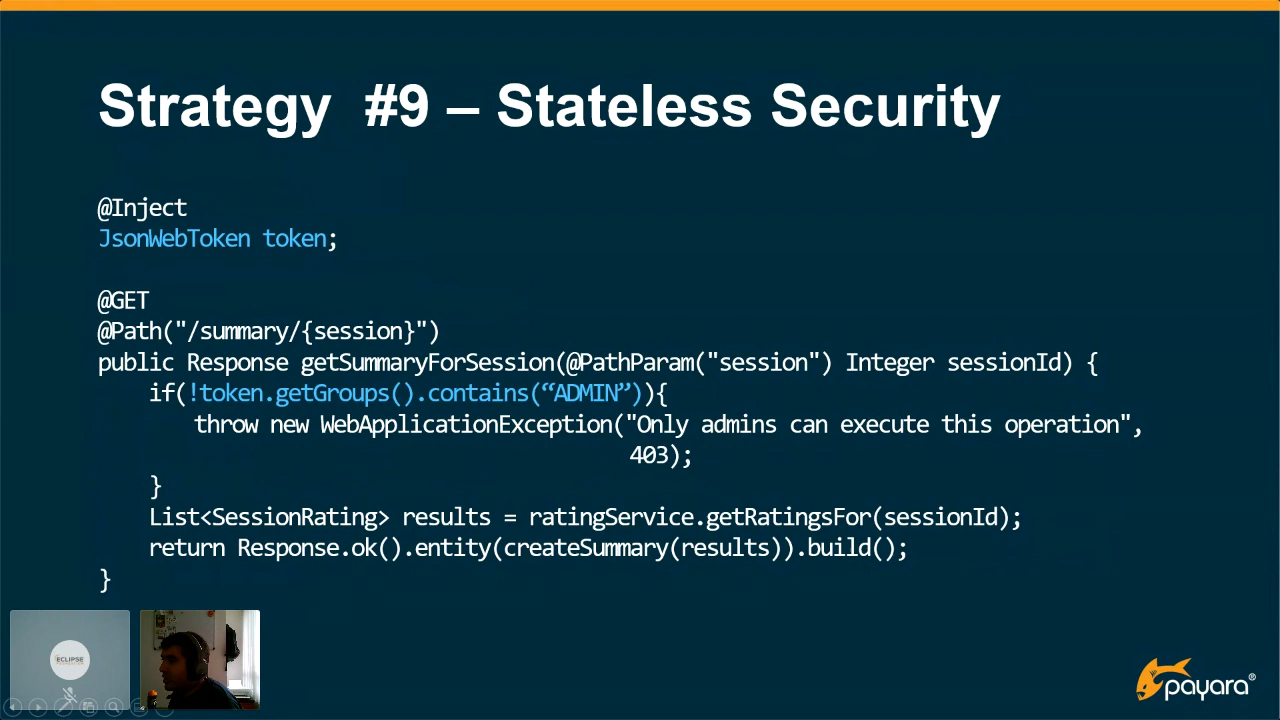 Strategy #9 – Stateless Security
@Inject
JsonWebToken token;
@GET
@Path("/summary/{session}")
public Response getSummaryForSession(@PathParam("session") Integer sessionId) {
if(!token.getGroups().contains(“ADMIN”)){
throw new WebApplicationException("Only admins can execute this operation",
403);
}
List<SessionRating> results = ratingService.getRatingsFor(sessionId);
return Response.ok().entity(createSummary(results)).build();
}
ECLIPSE
payara®